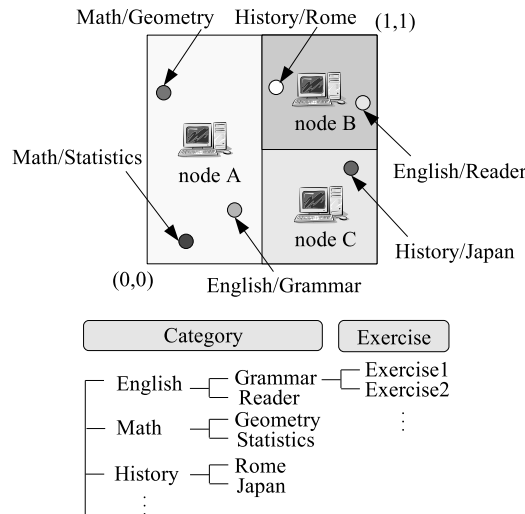 Math/Geometry
History/Rome
(1,1)
node B
Math/Statistics
node A
English/Reader
node C
History/Japan
(0,0)
English/Grammar
Category
Exercise
English
Grammar
Reader
Exercise1
Exercise2
Math
Geometry
Statistics
History
Rome
Japan